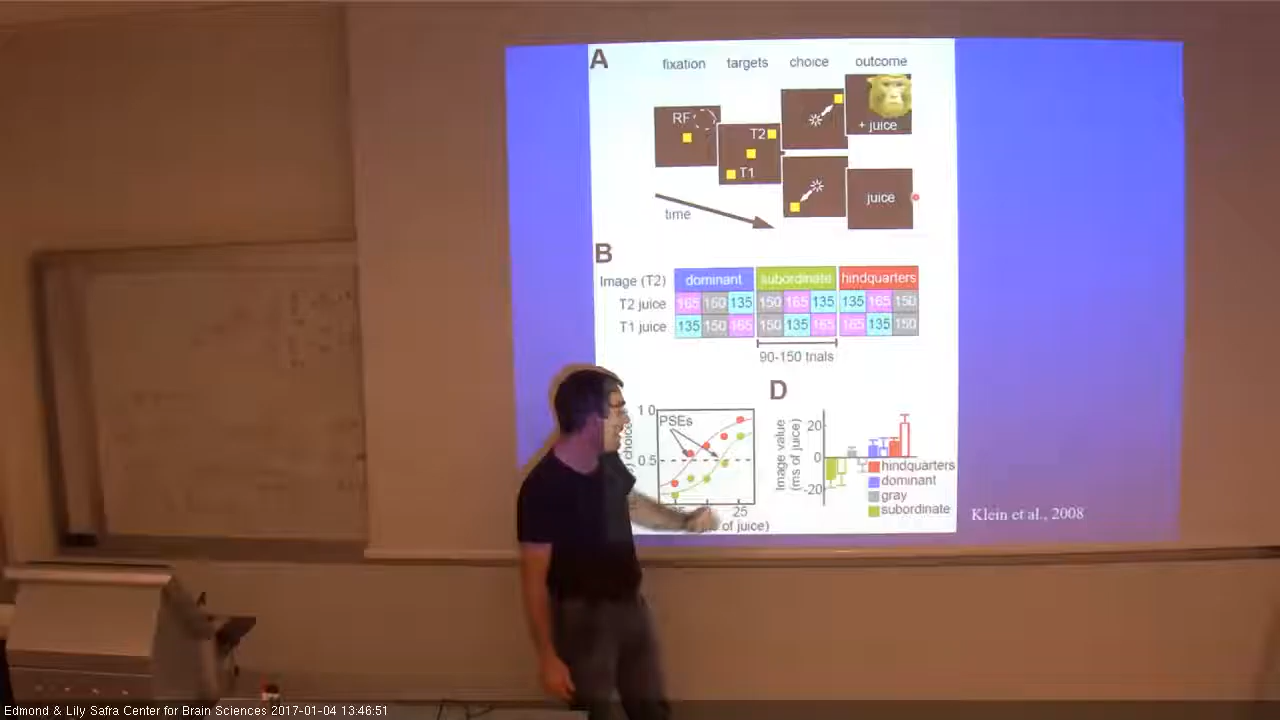 A
fixation targets choice outcome
RF
T2
T1
+ juice
juice
time
B
Image (T2) dominant subordinate hindquarters
T2 juice 165 150 135 150 165 135 135 165 150
T1 juice 135 150 165 150 135 165 165 135 150
90-150 trials
D
1.0
0.5
PSEs
choice
25
of juice)
Image value
(ms of juice)
20
0
-20
hindquarters
dominant
gray
subordinate
Klein et al., 2008
Edmond & Lily Safra Center for Brain Sciences 2017-01-04 13:46:51